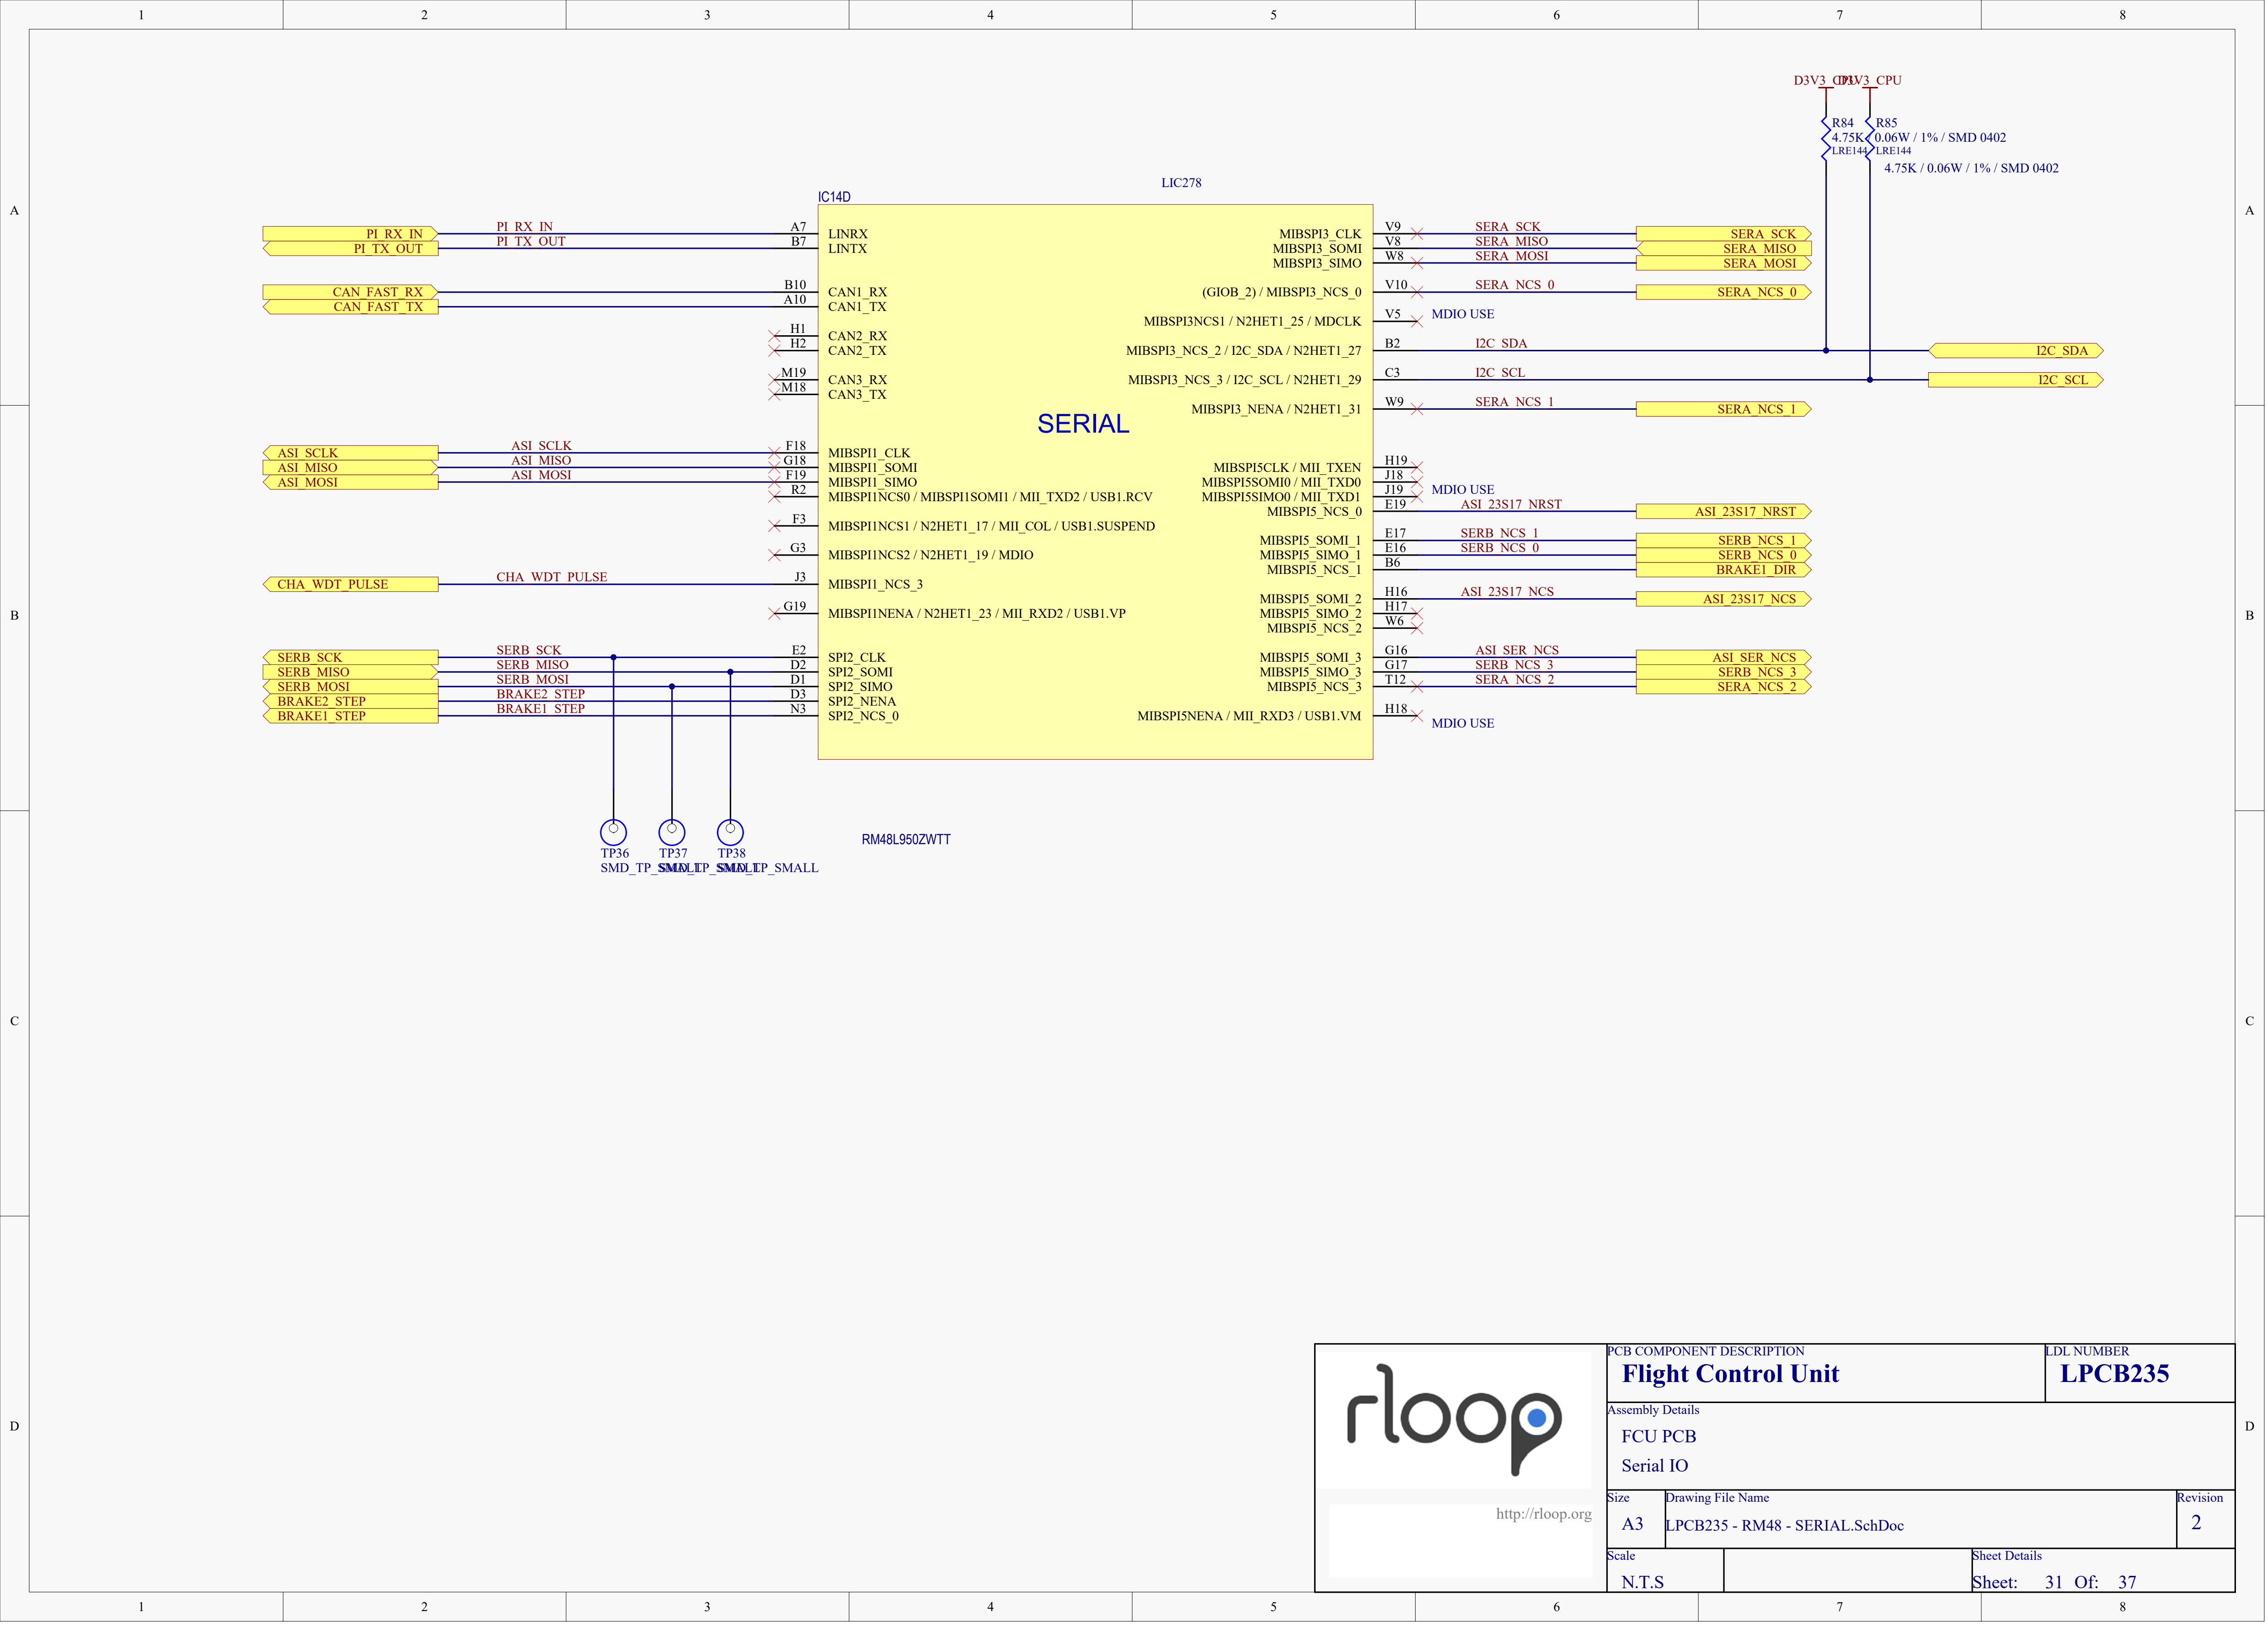 1 2 3 4 5 6 7 8
D3V3_CPU D3V3_CPU
R84 R85
4.75K / 0.06W / 1% / SMD 0402
LRE144 LRE144
4.75K / 0.06W / 1% / SMD 0402
LIC278
IC14D
A A
PI_RX_IN PI_RX_IN A7 LINRX MIBSPI3_CLK V9 SERA_SCK SERA_SCK
PI_TX_OUT PI_TX_OUT B7 LINTX MIBSPI3_SOMI V8 SERA_MISO SERA_MISO
MIBSPI3_SIMO W8 SERA_MOSI SERA_MOSI
CAN_FAST_RX B10 CAN1_RX (GIOB_2) / MIBSPI3_NCS_0 V10 SERA_NCS_0 SERA_NCS_0
CAN_FAST_TX A10 CAN1_TX
MIBSPI3NCS1 / N2HET1_25 / MDCLK V5 MDIO USE
H1 CAN2_RX
H2 CAN2_TX MIBSPI3_NCS_2 / I2C_SDA / N2HET1_27 B2 I2C_SDA I2C_SDA
M19 CAN3_RX MIBSPI3_NCS_3 / I2C_SCL / N2HET1_29 C3 I2C_SCL I2C_SCL
M18 CAN3_TX
MIBSPI3_NENA / N2HET1_31 W9 SERA_NCS_1 SERA_NCS_1
SERIAL
ASI_SCLK ASI_SCLK F18 MIBSPI1_CLK
ASI_MISO ASI_MISO G18 MIBSPI1_SOMI MIBSPI5CLK / MII_TXEN H19
ASI_MOSI ASI_MOSI F19 MIBSPI1_SIMO MIBSPI5SOMI0 / MII_TXD0 J18
R2 MIBSPI1NCS0 / MIBSPI1SOMI1 / MII_TXD2 / USB1.RCV MIBSPI5SIMO0 / MII_TXD1 J19 MDIO USE
MIBSPI5_NCS_0 E19 ASI_23S17_NRST ASI_23S17_NRST
F3 MIBSPI1NCS1 / N2HET1_17 / MII_COL / USB1.SUSPEND
MIBSPI5_SOMI_1 E17 SERB_NCS_1 SERB_NCS_1
G3 MIBSPI1NCS2 / N2HET1_19 / MDIO MIBSPI5_SIMO_1 E16 SERB_NCS_0 SERB_NCS_0
MIBSPI5_NCS_1 B6 BRAKE1_DIR
CHA_WDT_PULSE CHA_WDT_PULSE J3 MIBSPI1_NCS_3
MIBSPI5_SOMI_2 H16 ASI_23S17_NCS ASI_23S17_NCS
G19 MIBSPI1NENA / N2HET1_23 / MII_RXD2 / USB1.VP MIBSPI5_SIMO_2 H17
B B
MIBSPI5_NCS_2 W6
SERB_SCK SERB_SCK E2 SPI2_CLK MIBSPI5_SOMI_3 G16 ASI_SER_NCS ASI_SER_NCS
SERB_MISO SERB_MISO D2 SPI2_SOMI MIBSPI5_SIMO_3 G17 SERB_NCS_3 SERB_NCS_3
SERB_MOSI SERB_MOSI D1 SPI2_SIMO MIBSPI5_NCS_3 T12 SERA_NCS_2 SERA_NCS_2
BRAKE2_STEP BRAKE2_STEP D3 SPI2_NENA
BRAKE1_STEP BRAKE1_STEP N3 SPI2_NCS_0 MIBSPI5NENA / MII_RXD3 / USB1.VM H18 MDIO USE
RM48L950ZWTT
TP36 TP37 TP38
SMD_TP_SMALL SMD_TP_SMALL SMD_TP_SMALL
C C
D D
rloop
http://rloop.org
PCB COMPONENT DESCRIPTION LDL NUMBER
Flight Control Unit LPCB235
Assembly Details
FCU PCB
Serial IO
Size Drawing File Name Revision
A3 LPCB235 - RM48 - SERIAL.SchDoc 2
Scale Sheet Details
N.T.S Sheet: 31 Of: 37
1 2 3 4 5 6 7 8